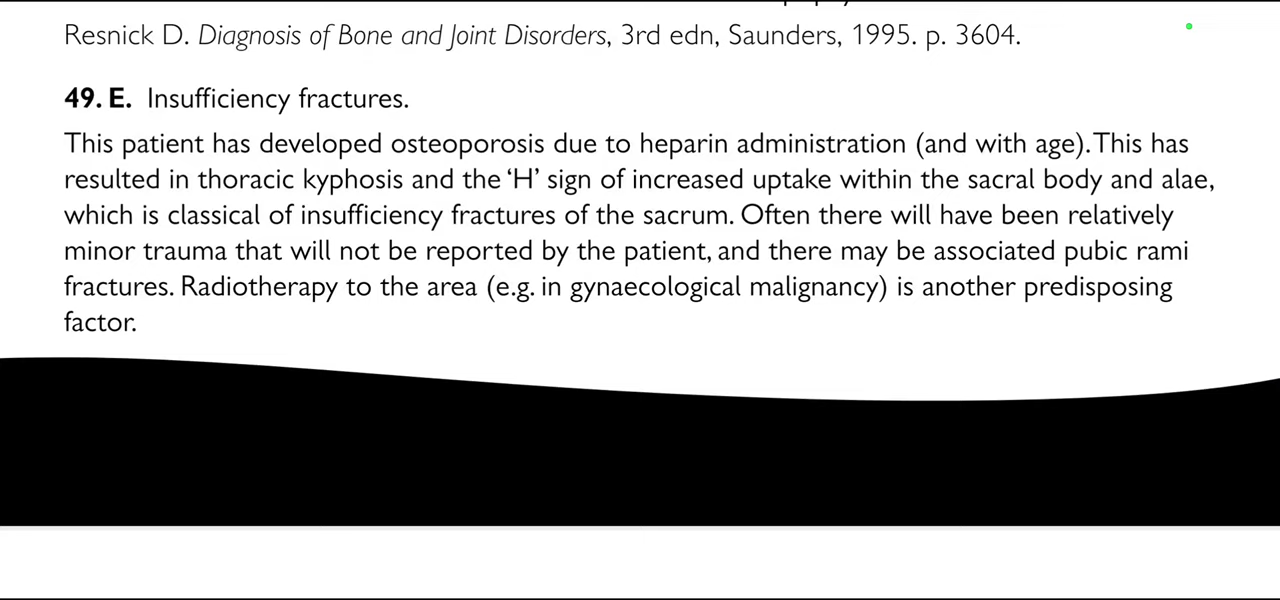 Resnick D. Diagnosis of Bone and Joint Disorders, 3rd edn, Saunders, 1995. p. 3604.
49. E. Insufficiency fractures.
This patient has developed osteoporosis due to heparin administration (and with age). This has
resulted in thoracic kyphosis and the ‘H’ sign of increased uptake within the sacral body and alae,
which is classical of insufficiency fractures of the sacrum. Often there will have been relatively
minor trauma that will not be reported by the patient, and there may be associated pubic rami
fractures. Radiotherapy to the area (e.g. in gynaecological malignancy) is another predisposing
factor.